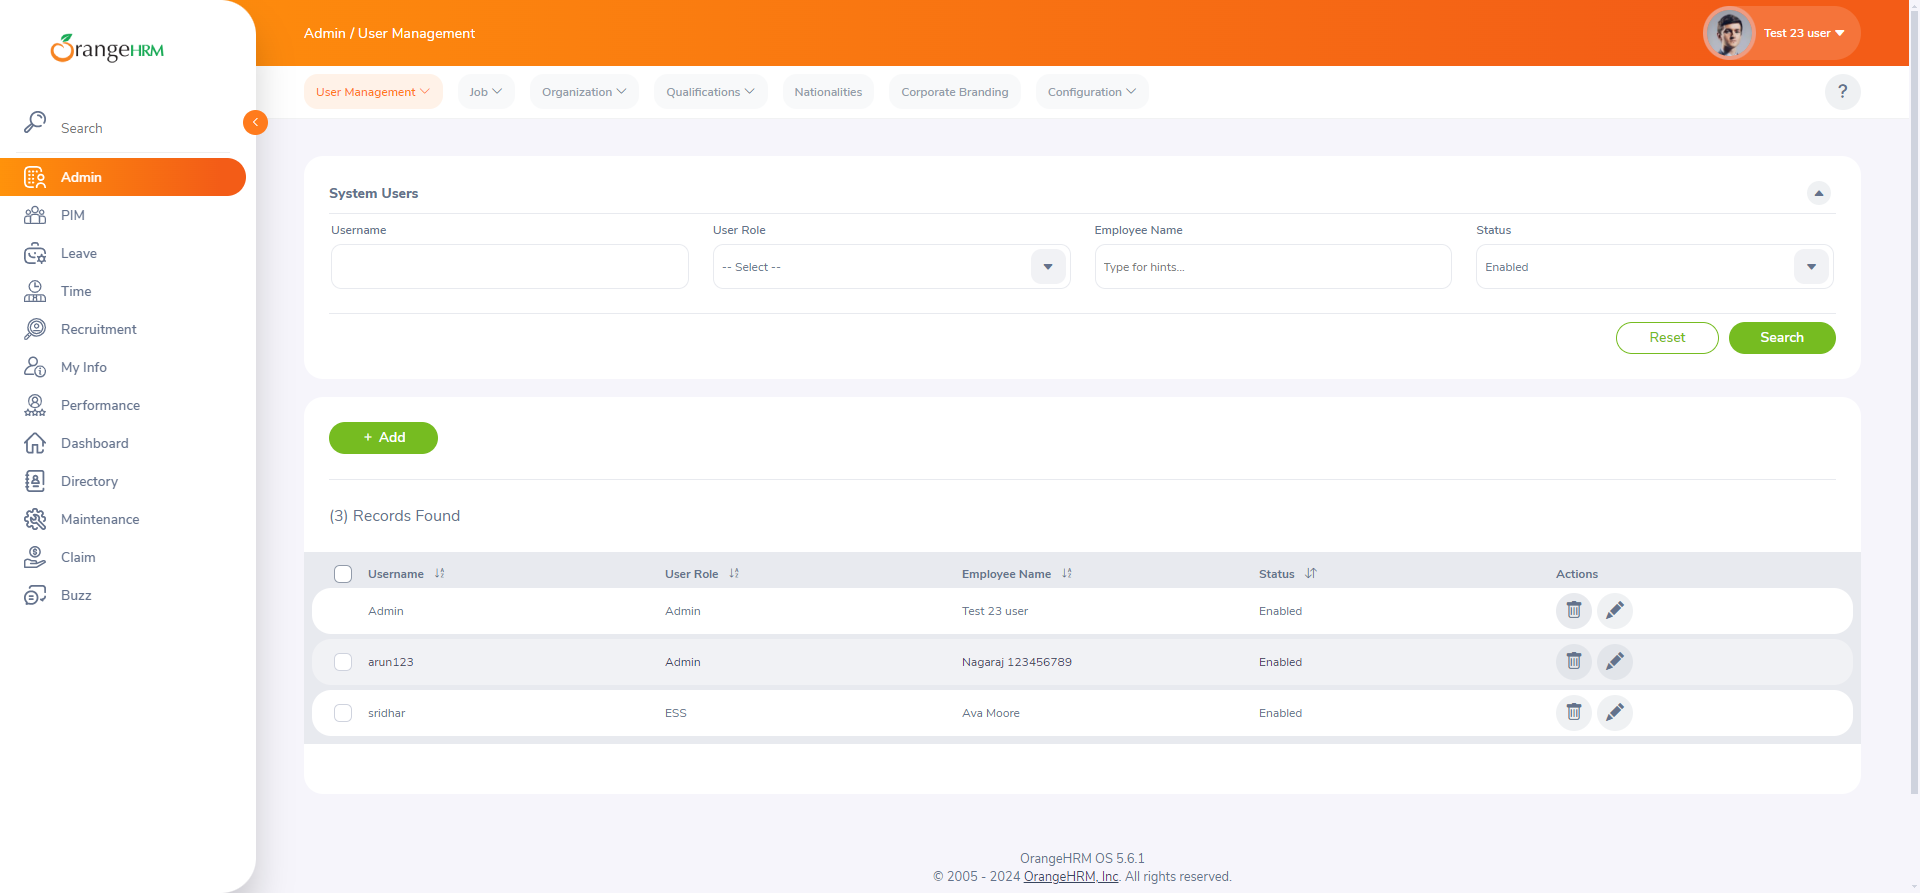 OrangeHRM
Admin / User Management
Test 23 user
User Management
Job
Organization
Qualifications
Nationalities
Corporate Branding
Configuration
?
Search
Admin
PIM
Leave
Time
Recruitment
My Info
Performance
Dashboard
Directory
Maintenance
Claim
Buzz
System Users
Username
User Role
Employee Name
Status
-- Select --
Type for hints...
Enabled
Reset
Search
+ Add
(3) Records Found
Username User Role Employee Name Status Actions
Admin Admin Test 23 user Enabled
arun123 Admin Nagaraj 123456789 Enabled
sridhar ESS Ava Moore Enabled
OrangeHRM OS 5.6.1
© 2005 - 2024 OrangeHRM, Inc. All rights reserved.